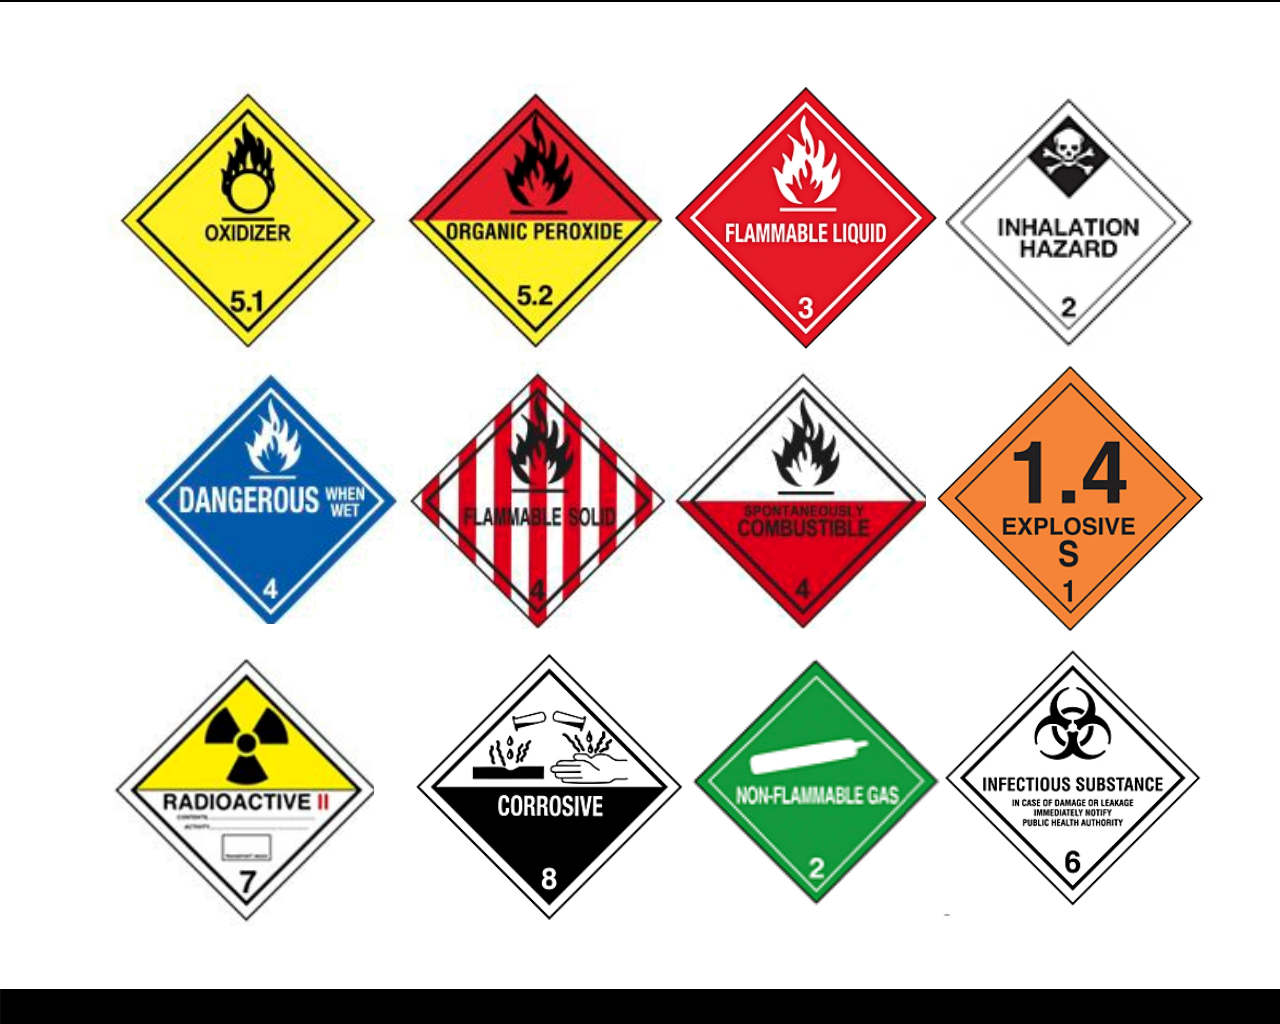 OXIDIZER
5.1
ORGANIC PEROXIDE
5.2
FLAMMABLE LIQUID
3
INHALATION
HAZARD
2
DANGEROUS WHEN
WET
4
FLAMMABLE SOLID
4
SPONTANEOUSLY
COMBUSTIBLE
4
1.4
EXPLOSIVE
S
1
RADIOACTIVE II
CONTENTS
ACTIVITY
TRANSPORT INDEX
7
CORROSIVE
8
NON-FLAMMABLE GAS
2
INFECTIOUS SUBSTANCE
IN CASE OF DAMAGE OR LEAKAGE
IMMEDIATELY NOTIFY
PUBLIC HEALTH AUTHORITY
6